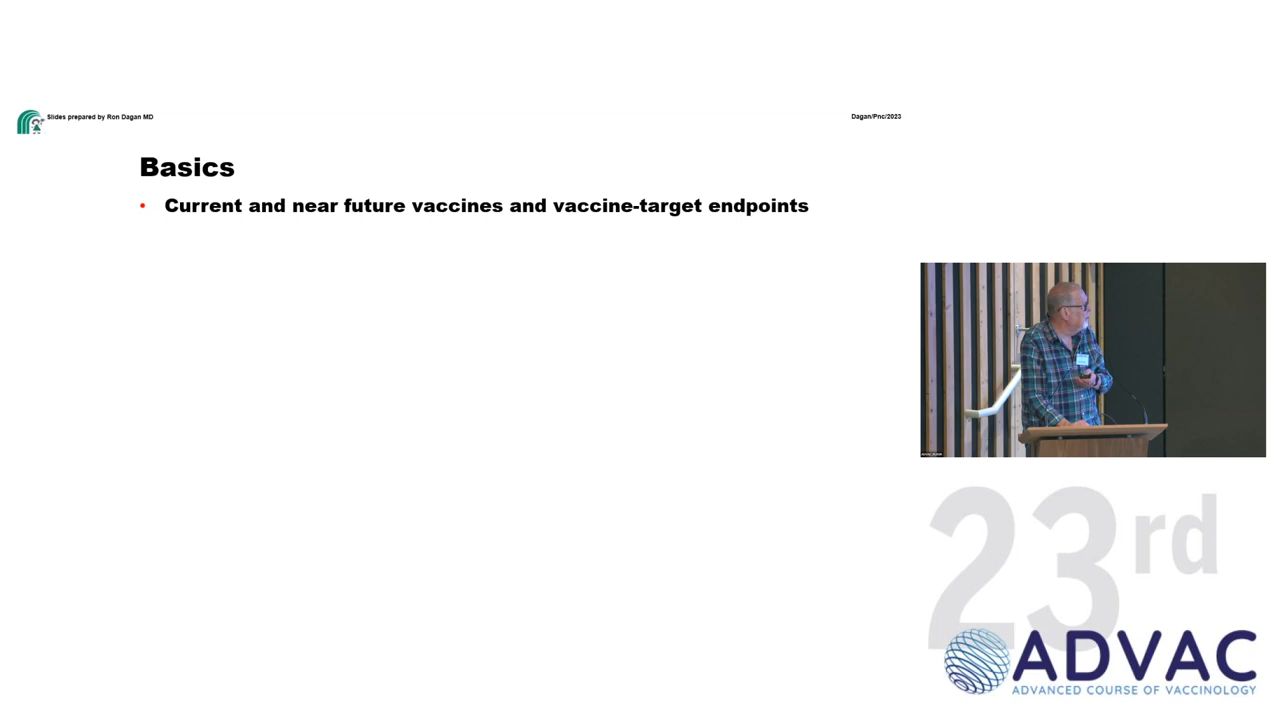 Slides prepared by Ron Dagan MD
Dagan/Pnc/2023
Basics
• Current and near future vaccines and vaccine-target endpoints
23rd
ADVAC
ADVANCED COURSE OF VACCINOLOGY